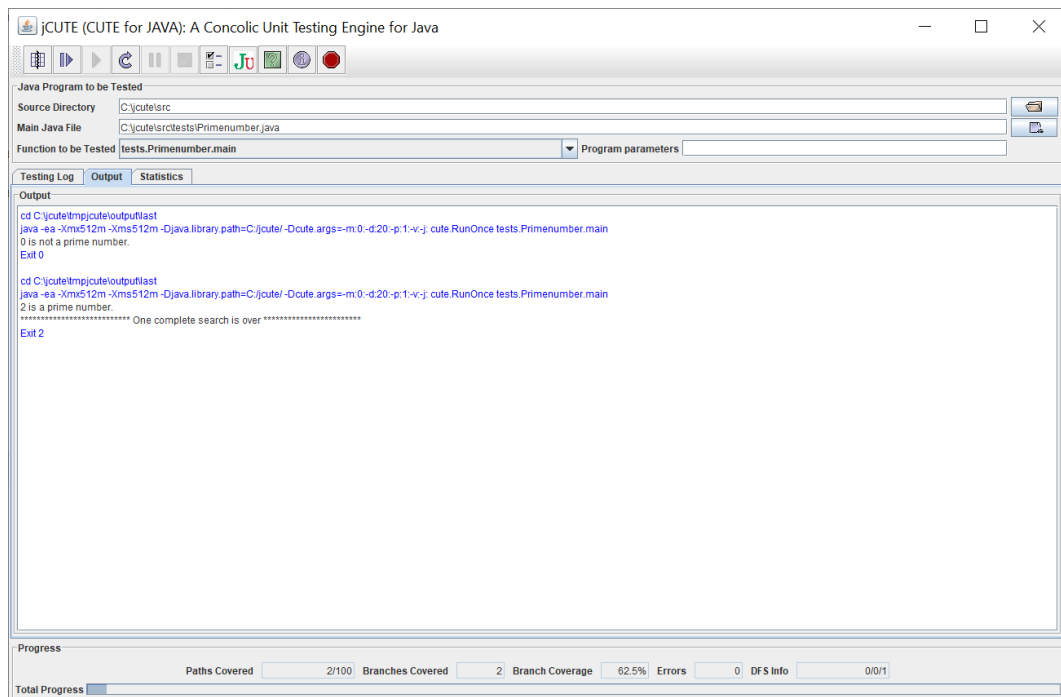 jCUTE (CUTE for JAVA): A Concolic Unit Testing Engine for Java
JU
Java Program to be Tested
Source Directory C:\jcute\src
Main Java File C:\jcute\src\tests\Primenumber.java
Function to be Tested tests.Primenumber.main Program parameters
Testing Log Output Statistics
Output
cd C:\jcute\tmpjcute\output\last
java -ea -Xmx512m -Xms512m -Djava.library.path=C:/jcute/ -Dcute.args=-m:0:-d:20:-p:1:-v:-j: cute.RunOnce tests.Primenumber.main
0 is not a prime number.
Exit 0
cd C:\jcute\tmpjcute\output\last
java -ea -Xmx512m -Xms512m -Djava.library.path=C:/jcute/ -Dcute.args=-m:0:-d:20:-p:1:-v:-j: cute.RunOnce tests.Primenumber.main
2 is a prime number.
*************************** One complete search is over ************************
Exit 2
Progress
Paths Covered 2/100 Branches Covered 2 Branch Coverage 62.5% Errors 0 DFS Info 0/0/1
Total Progress